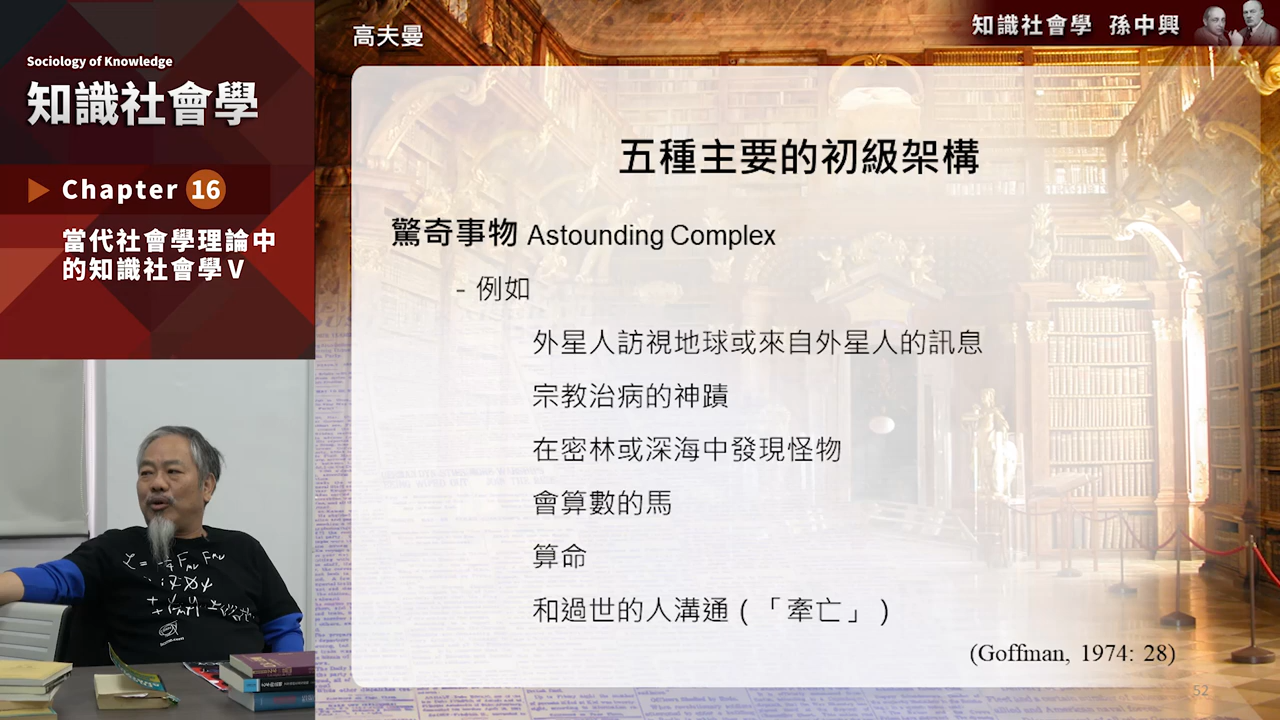 Sociology of Knowledge
知識社會學
Chapter 16
當代社會學理論中
的知識社會學 V
高夫曼
知識社會學 孫中興
五種主要的初級架構
驚奇事物 Astounding Complex
- 例如
外星人訪視地球或來自外星人的訊息
宗教治病的神蹟
在密林或深海中發現怪物
會算數的馬
算命
和過世的人溝通(「牽亡」)
(Goffman, 1974: 28)
52